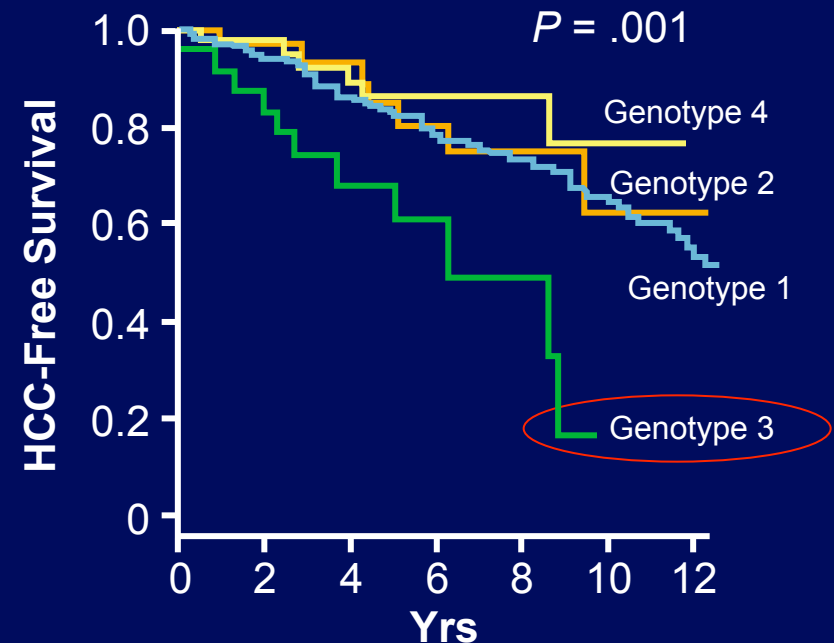 P = .001
HCC-Free Survival
1.0
0.8
0.6
0.4
0.2
0
Genotype 4
Genotype 2
Genotype 1
Genotype 3
0 2 4 6 8 10 12
Yrs